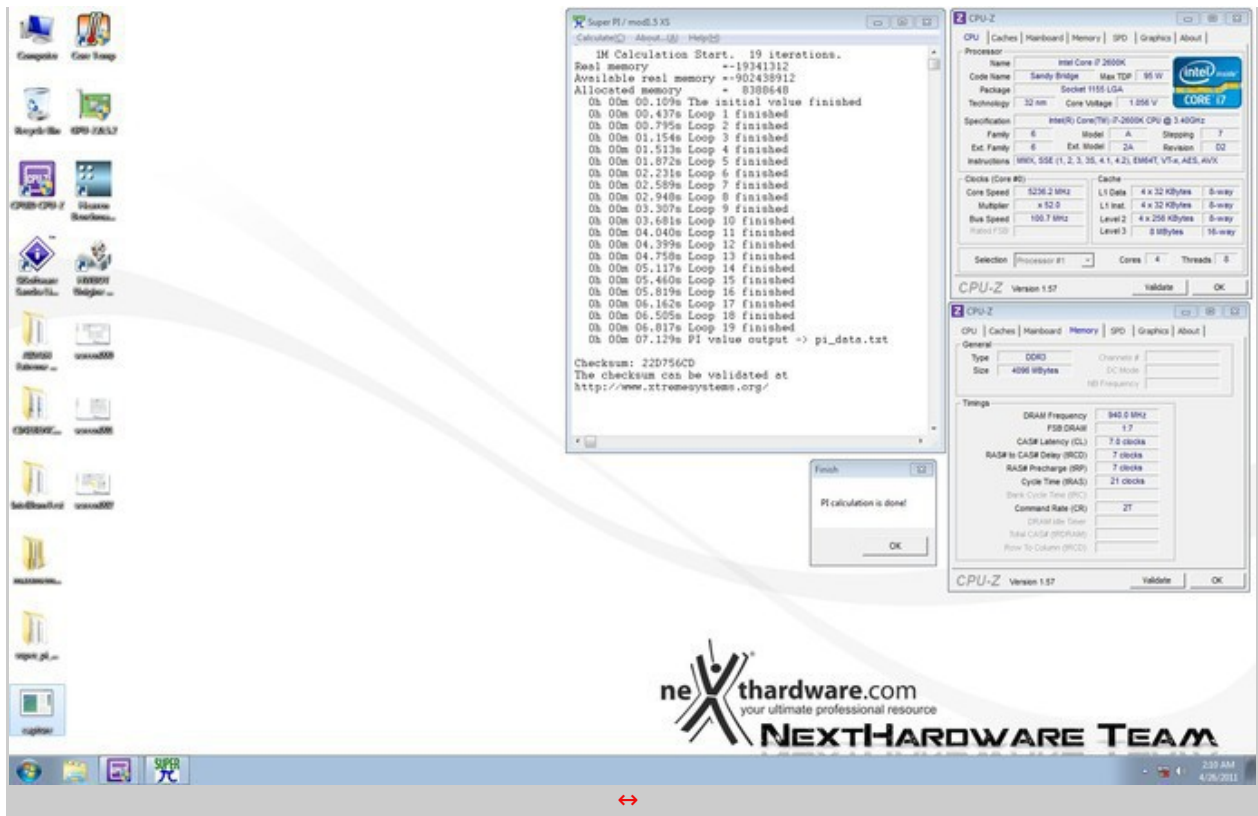 Computer
Core Temp
Recycle Bin
CPUID CPU-Z
super_pi_...
capture
Super PI / mod1.5 XS
Calculate(C) About...(A) Help(H)
1M Calculation Start. 19 iterations.
Real memory =-19341312
Available real memory =-902438912
Allocated memory = 8388648
0h 00m 00.109s The initial value finished
0h 00m 00.437s Loop 1 finished
0h 00m 00.795s Loop 2 finished
0h 00m 01.154s Loop 3 finished
0h 00m 01.513s Loop 4 finished
0h 00m 01.872s Loop 5 finished
0h 00m 02.231s Loop 6 finished
0h 00m 02.589s Loop 7 finished
0h 00m 02.948s Loop 8 finished
0h 00m 03.307s Loop 9 finished
0h 00m 03.681s Loop 10 finished
0h 00m 04.040s Loop 11 finished
0h 00m 04.399s Loop 12 finished
0h 00m 04.758s Loop 13 finished
0h 00m 05.117s Loop 14 finished
0h 00m 05.460s Loop 15 finished
0h 00m 05.819s Loop 16 finished
0h 00m 06.162s Loop 17 finished
0h 00m 06.505s Loop 18 finished
0h 00m 06.817s Loop 19 finished
0h 00m 07.129s PI value output -> pi_data.txt
Checksum: 22D756CD
The checksum can be validated at
http://www.xtremesystems.org/
Finish
PI calculation is done!
OK
CPU-Z
CPU Caches Mainboard Memory SPD Graphics About
Processor
Name Intel Core i7 2600K
Code Name Sandy Bridge Max TDP 95 W
Package Socket 1155 LGA
Technology 32 nm Core Voltage 1.056 V
(intel) inside
CORE i7
Specification Intel(R) Core(TM) i7-2600K CPU @ 3.40GHz
Family 6 Model A Stepping 7
Ext. Family 6 Ext. Model 2A Revision D2
Instructions MMX, SSE (1, 2, 3, 3S, 4.1, 4.2), EM64T, VT-x, AES, AVX
Clocks (Core #0) Cache
Core Speed 5236.2 MHz L1 Data 4 x 32 KBytes 8-way
Multiplier x 52.0 L1 Inst. 4 x 32 KBytes 8-way
Bus Speed 100.7 MHz Level 2 4 x 256 KBytes 8-way
Rated FSB Level 3 8 MBytes 16-way
Selection Processor #1 Cores 4 Threads 8
CPU-Z Version 1.57 Validate OK
CPU-Z
CPU Caches Mainboard Memory SPD Graphics About
General
Type DDR3 Channels #
Size 4096 MBytes DC Mode
NB Frequency
Timings
DRAM Frequency 940.0 MHz
FSB:DRAM 1:7
CAS# Latency (CL) 7.0 clocks
RAS# to CAS# Delay (tRCD) 7 clocks
RAS# Precharge (tRP) 7 clocks
Cycle Time (tRAS) 21 clocks
Bank Cycle Time (tRC)
Command Rate (CR) 2T
DRAM Idle Timer
Total CAS# (tRDRAM)
Row To Column (tRCD)
CPU-Z Version 1.57 Validate OK
nexthardware.com
your ultimate professional resource
NextHardware Team
SUPER
π
2:10 AM
4/26/2011